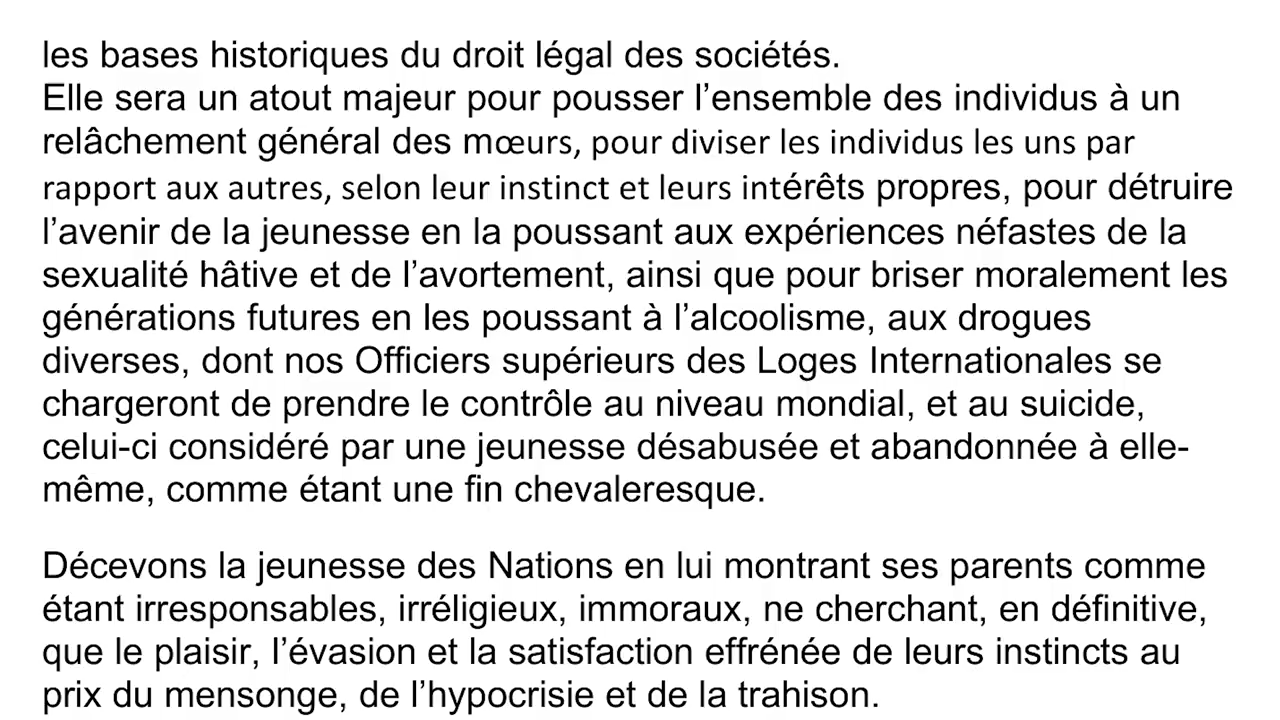 les bases historiques du droit légal des sociétés.
Elle sera un atout majeur pour pousser l’ensemble des individus à un
relâchement général des mœurs, pour diviser les individus les uns par
rapport aux autres, selon leur instinct et leurs intérêts propres, pour détruire
l’avenir de la jeunesse en la poussant aux expériences néfastes de la
sexualité hâtive et de l’avortement, ainsi que pour briser moralement les
générations futures en les poussant à l’alcoolisme, aux drogues
diverses, dont nos Officiers supérieurs des Loges Internationales se
chargeront de prendre le contrôle au niveau mondial, et au suicide,
celui-ci considéré par une jeunesse désabusée et abandonnée à elle-
même, comme étant une fin chevaleresque.
Décevons la jeunesse des Nations en lui montrant ses parents comme
étant irresponsables, irréligieux, immoraux, ne cherchant, en définitive,
que le plaisir, l’évasion et la satisfaction effrénée de leurs instincts au
prix du mensonge, de l’hypocrisie et de la trahison.